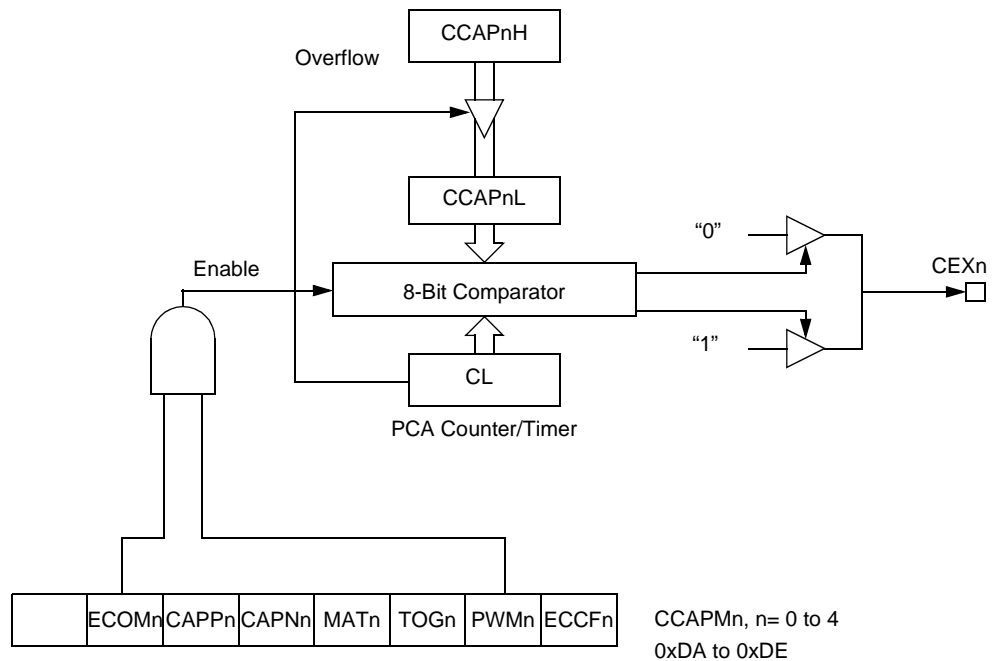 CCAPnH
Overflow
CCAPnL
“0”
Enable
8-Bit Comparator
CEXn
“1”
CL
PCA Counter/Timer
ECOMn CAPPn CAPNn MATn TOGn PWMn ECCFn
CCAPMn, n= 0 to 4
0xDA to 0xDE